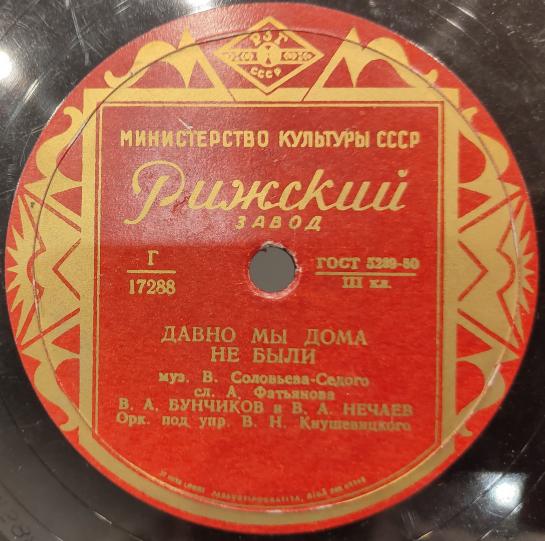 РЗГ
СССР
МИНИСТЕРСТВО КУЛЬТУРЫ СССР
Рижский
ЗАВОД
Г
17288
ГОСТ 5289-50
III кл.
ДАВНО МЫ ДОМА
НЕ БЫЛИ
муз. В. Соловьева-Седого
сл. А. Фатьянова
В. А. БУНЧИКОВ и В. А. НЕЧАЕВ
Орк. под упр. В. Н. Кнушевицкого